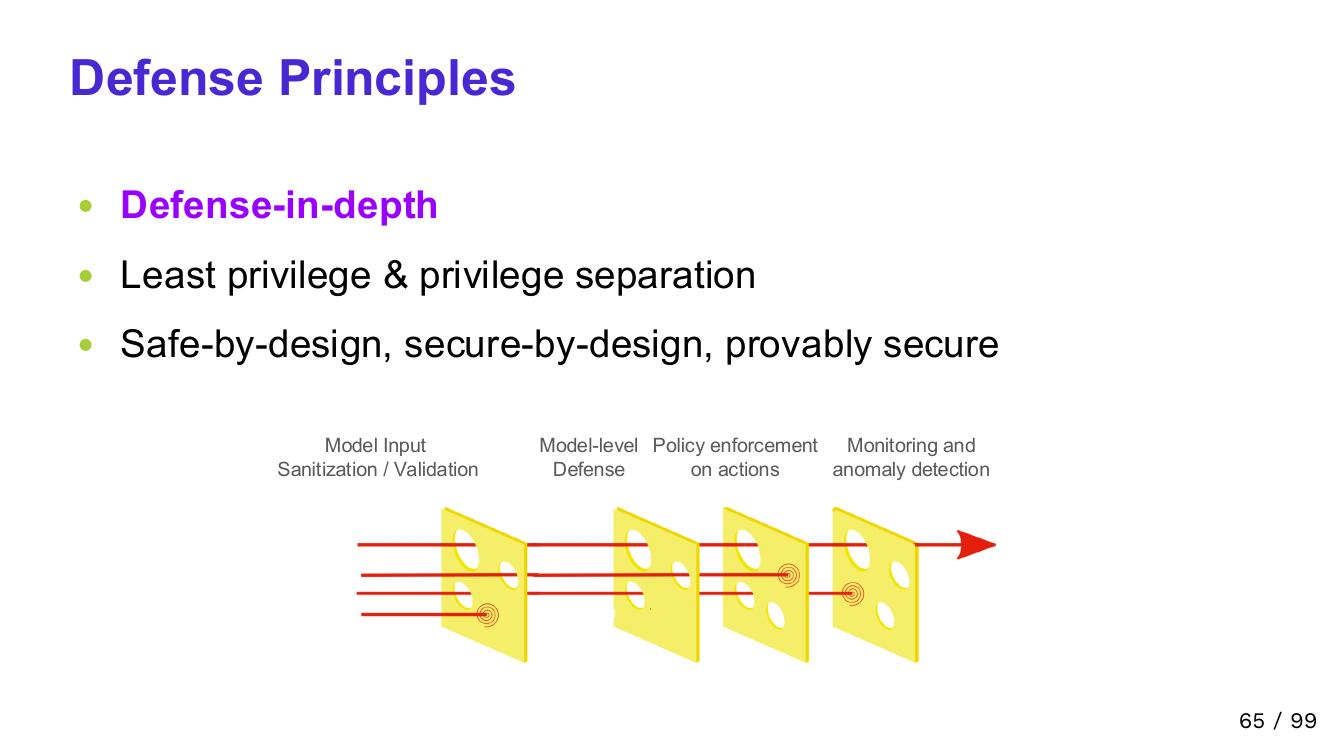 Defense Principles
Defense-in-depth
Least privilege & privilege separation
Safe-by-design, secure-by-design, provably secure
Model Input
Sanitization / Validation
Model-level
Defense
Policy enforcement
on actions
Monitoring and
anomaly detection
65 / 99